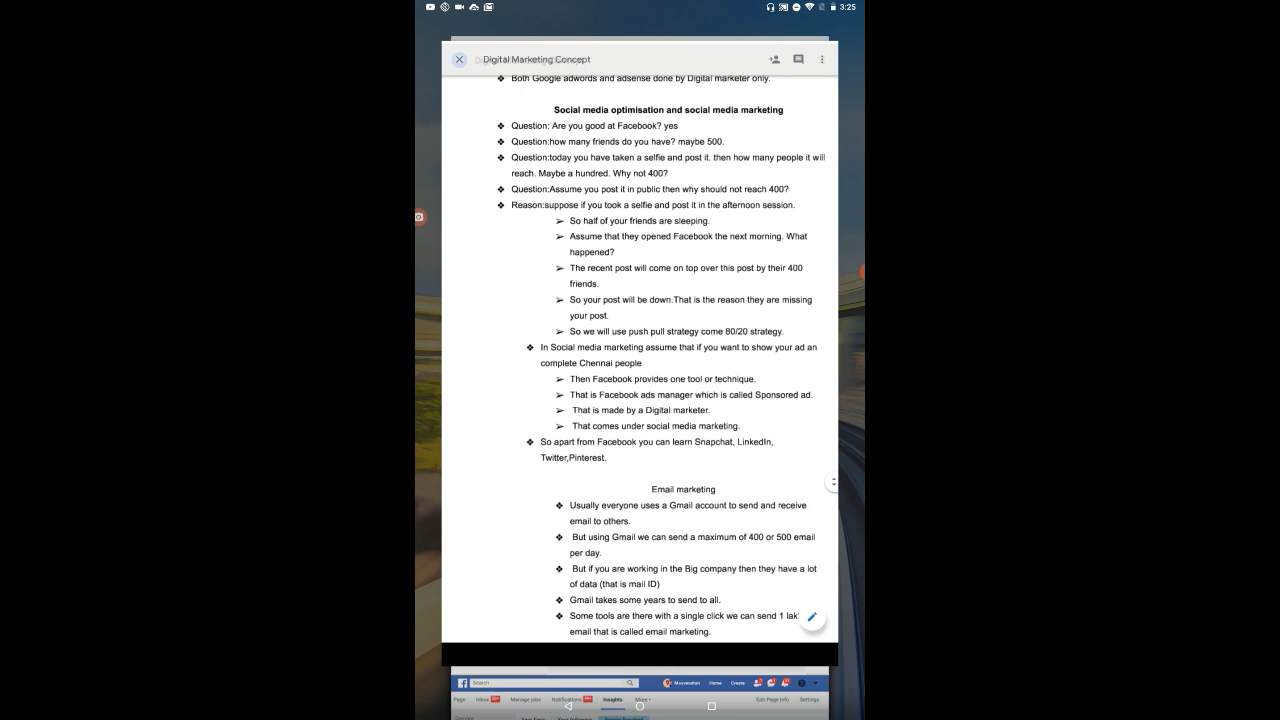 3:25
Digital Marketing Concept
❖ Both Google adwords and adsense done by Digital marketer only.
Social media optimisation and social media marketing
❖ Question: Are you good at Facebook? yes
❖ Question:how many friends do you have? maybe 500.
❖ Question:today you have taken a selfie and post it. then how many people it will
reach. Maybe a hundred. Why not 400?
❖ Question:Assume you post it in public then why should not reach 400?
❖ Reason:suppose if you took a selfie and post it in the afternoon session.
➢ So half of your friends are sleeping.
➢ Assume that they opened Facebook the next morning. What
happened?
➢ The recent post will come on top over this post by their 400
friends.
➢ So your post will be down.That is the reason they are missing
your post.
➢ So we will use push pull strategy come 80/20 strategy.
❖ In Social media marketing assume that if you want to show your ad an
complete Chennai people
➢ Then Facebook provides one tool or technique.
➢ That is Facebook ads manager which is called Sponsored ad.
➢ That is made by a Digital marketer.
➢ That comes under social media marketing.
❖ So apart from Facebook you can learn Snapchat, LinkedIn,
Twitter,Pinterest.
Email marketing
❖ Usually everyone uses a Gmail account to send and receive
email to others.
❖ But using Gmail we can send a maximum of 400 or 500 email
per day.
❖ But if you are working in the Big company then they have a lot
of data (that is mail ID)
❖ Gmail takes some years to send to all.
❖ Some tools are there with a single click we can send 1
email that is called email marketing.
Search Home Create
Page Inbox Manage jobs Notifications Insights More Edit Page Info Settings